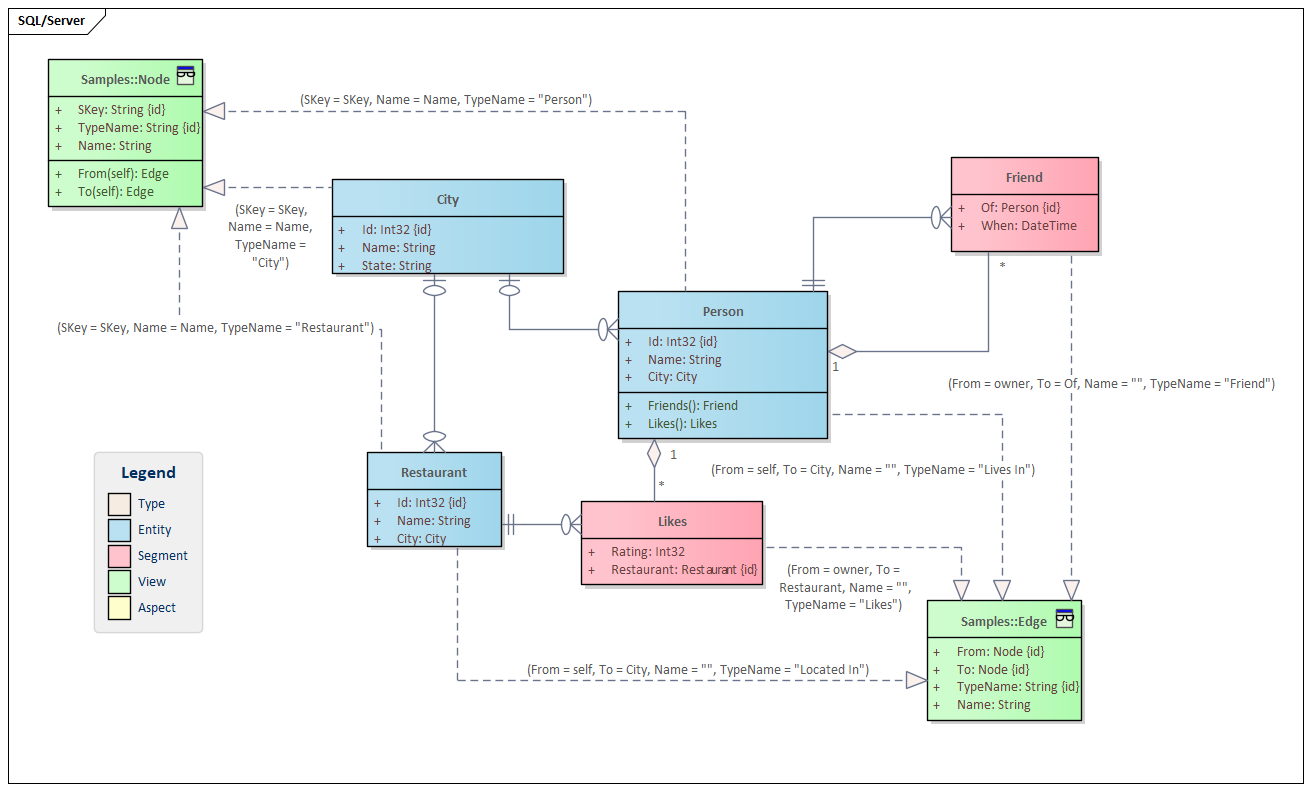 SQL/Server
Samples::Node
+ SKey: String {id}
+ TypeName: String {id}
+ Name: String
+ From(self): Edge
+ To(self): Edge
(SKey = SKey, Name = Name, TypeName = "Person")
(SKey = SKey,
Name = Name,
TypeName =
"City")
City
+ Id: Int32 {id}
+ Name: String
+ State: String
Friend
+ Of: Person {id}
+ When: DateTime
*
(SKey = SKey, Name = Name, TypeName = "Restaurant")
Person
+ Id: Int32 {id}
+ Name: String
+ City: City
+ Friends(): Friend
+ Likes(): Likes
1
(From = owner, To = Of, Name = "", TypeName = "Friend")
1
*
(From = self, To = City, Name = "", TypeName = "Lives In")
Legend
Type
Entity
Segment
View
Aspect
Restaurant
+ Id: Int32 {id}
+ Name: String
+ City: City
Likes
+ Rating: Int32
+ Restaurant: Restaurant {id}
(From = owner, To =
Restaurant, Name = "",
TypeName = "Likes")
Samples::Edge
+ From: Node {id}
+ To: Node {id}
+ TypeName: String {id}
+ Name: String
(From = self, To = City, Name = "", TypeName = "Located In")